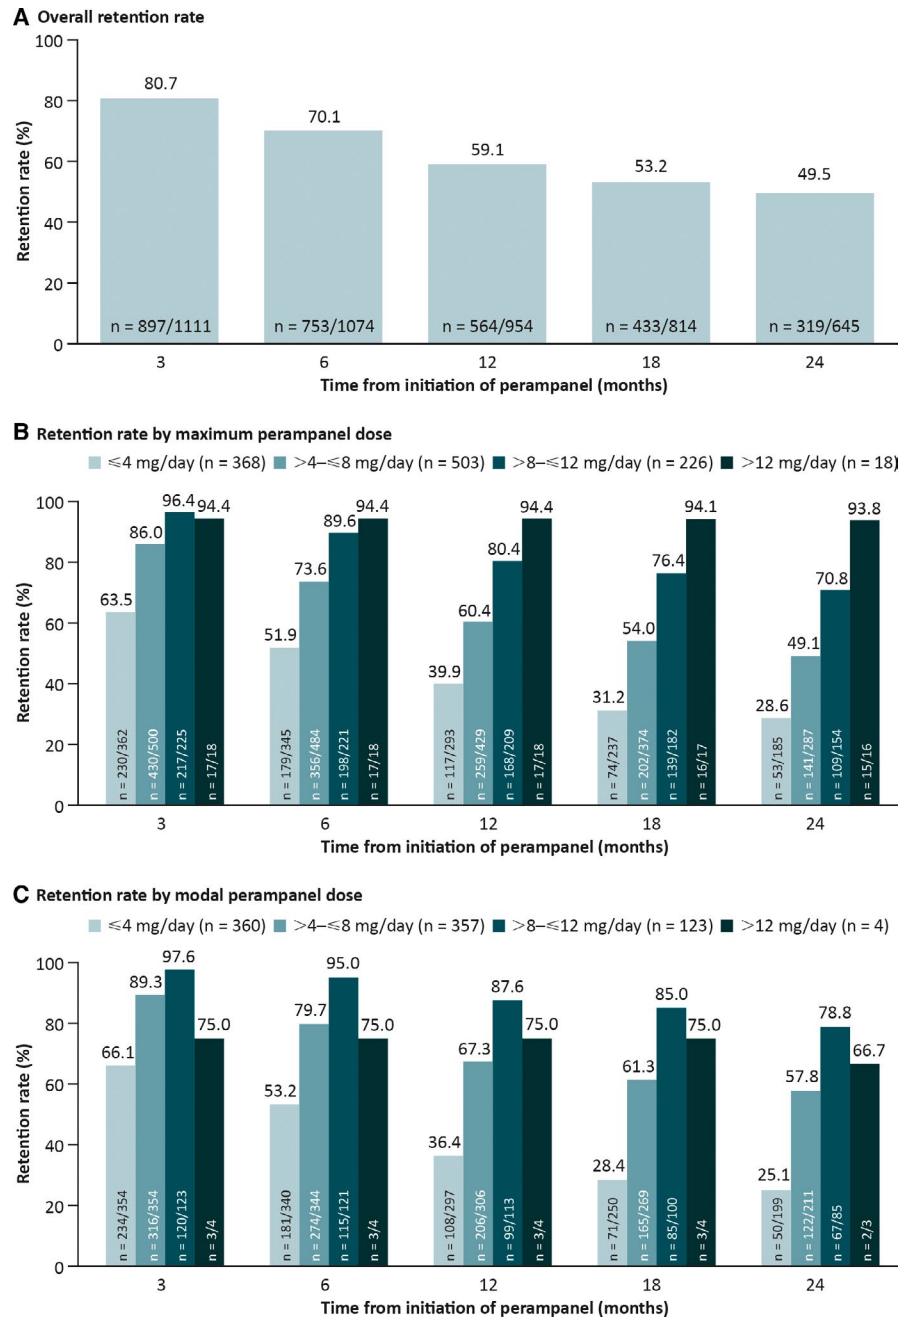 A Overall retention rate
100
80
60
40
20
0
Retention rate (%)
80.7
70.1
59.1
53.2
49.5
n = 897/1111
n = 753/1074
n = 564/954
n = 433/814
n = 319/645
3 6 12 18 24
Time from initiation of perampanel (months)
B Retention rate by maximum perampanel dose
⩽4 mg/day (n = 368) >4–⩽8 mg/day (n = 503) >8–⩽12 mg/day (n = 226) >12 mg/day (n = 18)
100
80
60
40
20
0
Retention rate (%)
63.5 86.0 96.4 94.4
51.9 73.6 89.6 94.4
39.9 60.4 80.4 94.4
31.2 54.0 76.4 94.1
28.6 49.1 70.8 93.8
n = 230/362
n = 430/500
n = 217/225
n = 17/18
n = 179/345
n = 356/484
n = 198/221
n = 17/18
n = 117/293
n = 259/429
n = 168/209
n = 17/18
n = 74/237
n = 202/374
n = 139/182
n = 16/17
n = 53/185
n = 141/287
n = 109/154
n = 15/16
3 6 12 18 24
Time from initiation of perampanel (months)
C Retention rate by modal perampanel dose
⩽4 mg/day (n = 360) >4–⩽8 mg/day (n = 357) >8–⩽12 mg/day (n = 123) >12 mg/day (n = 4)
100
80
60
40
20
0
Retention rate (%)
66.1 89.3 97.6 75.0
53.2 79.7 95.0 75.0
36.4 67.3 87.6 75.0
28.4 61.3 85.0 75.0
25.1 57.8 78.8 66.7
n = 234/354
n = 316/354
n = 120/123
n = 3/4
n = 181/340
n = 274/344
n = 115/121
n = 3/4
n = 108/297
n = 206/306
n = 99/113
n = 3/4
n = 71/250
n = 165/269
n = 85/100
n = 3/4
n = 50/199
n = 122/211
n = 67/85
n = 2/3
3 6 12 18 24
Time from initiation of perampanel (months)